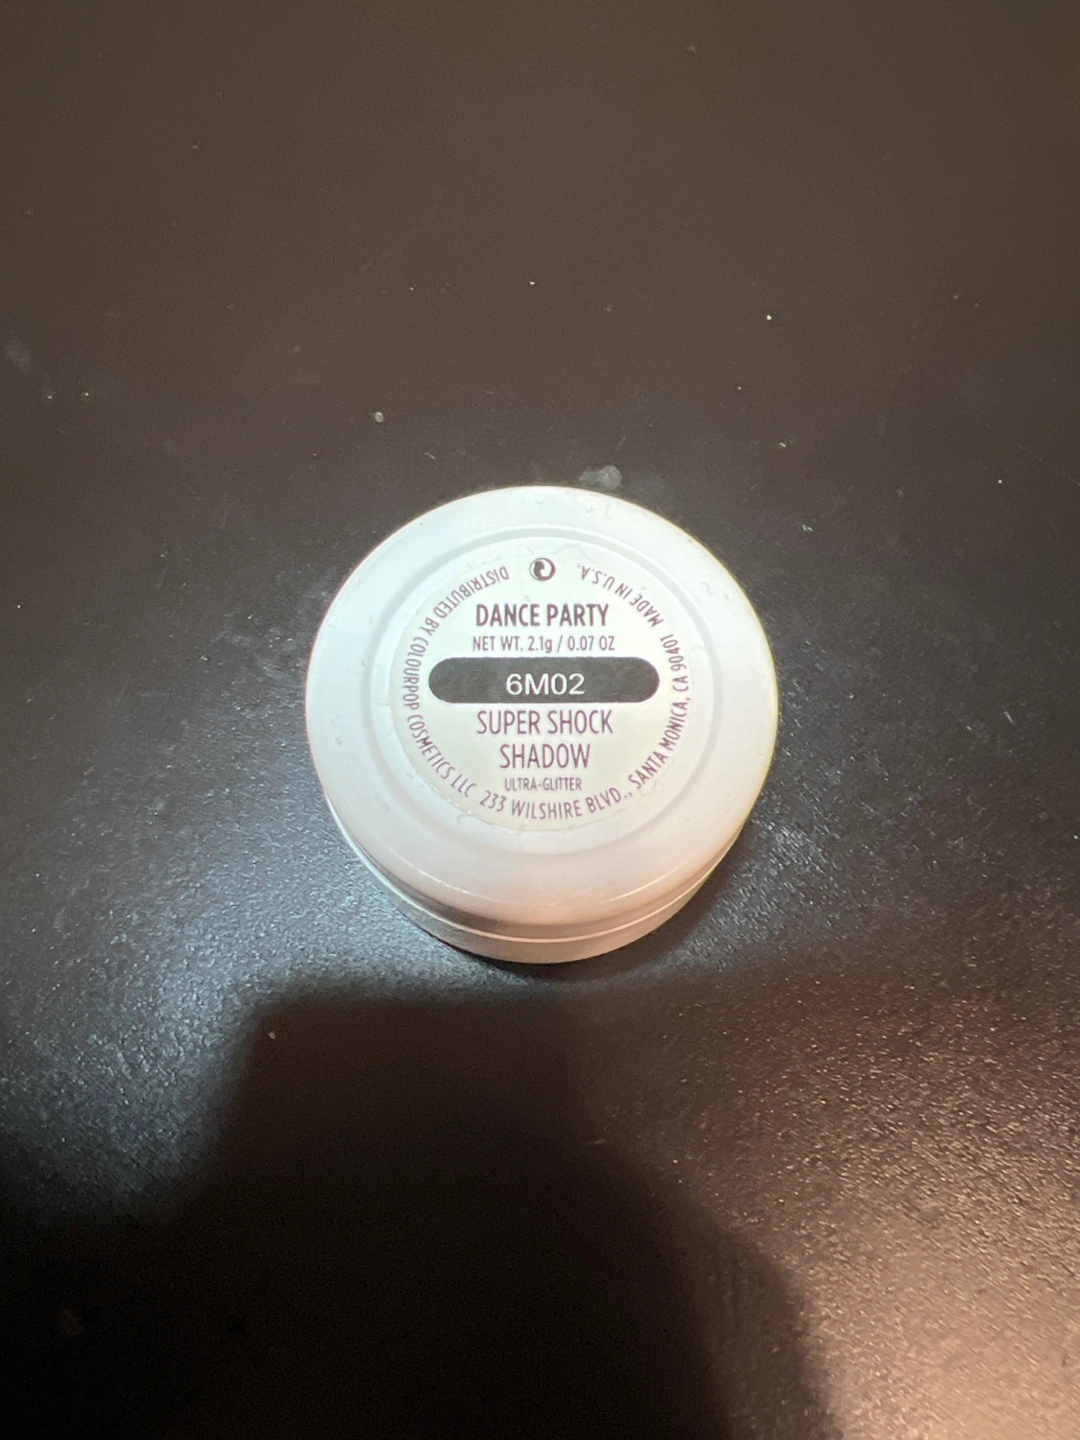 DANCE PARTY
NET WT. 2.1g / 0.07 OZ
6M02
SUPER SHOCK
SHADOW
ULTRA-GLITTER
DISTRIBUTED BY COLOURPOP COSMETICS LLC 233 WILSHIRE BLVD., SANTA MONICA, CA 90401 MADE IN U.S.A.